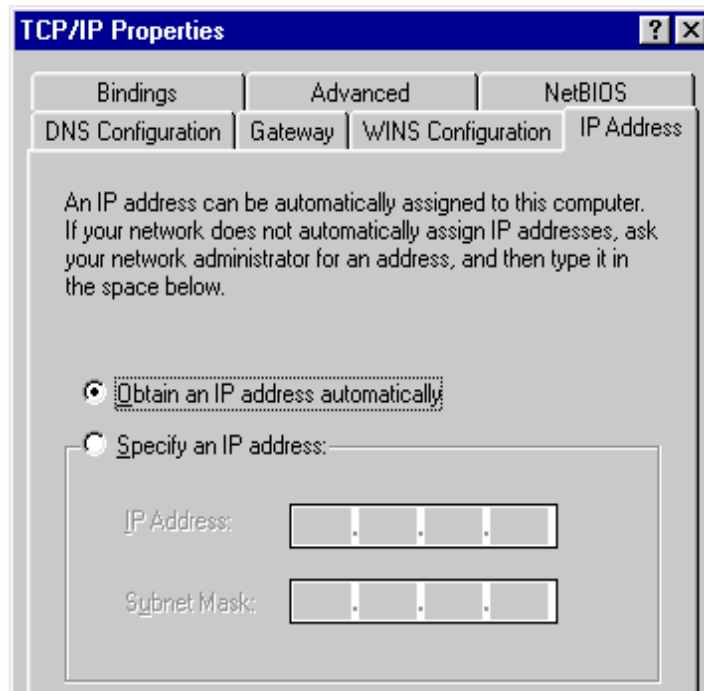 TCP/IP Properties
Bindings Advanced NetBIOS
DNS Configuration Gateway WINS Configuration IP Address
An IP address can be automatically assigned to this computer.
If your network does not automatically assign IP addresses, ask
your network administrator for an address, and then type it in
the space below.
Obtain an IP address automatically
Specify an IP address:
IP Address:
Subnet Mask: